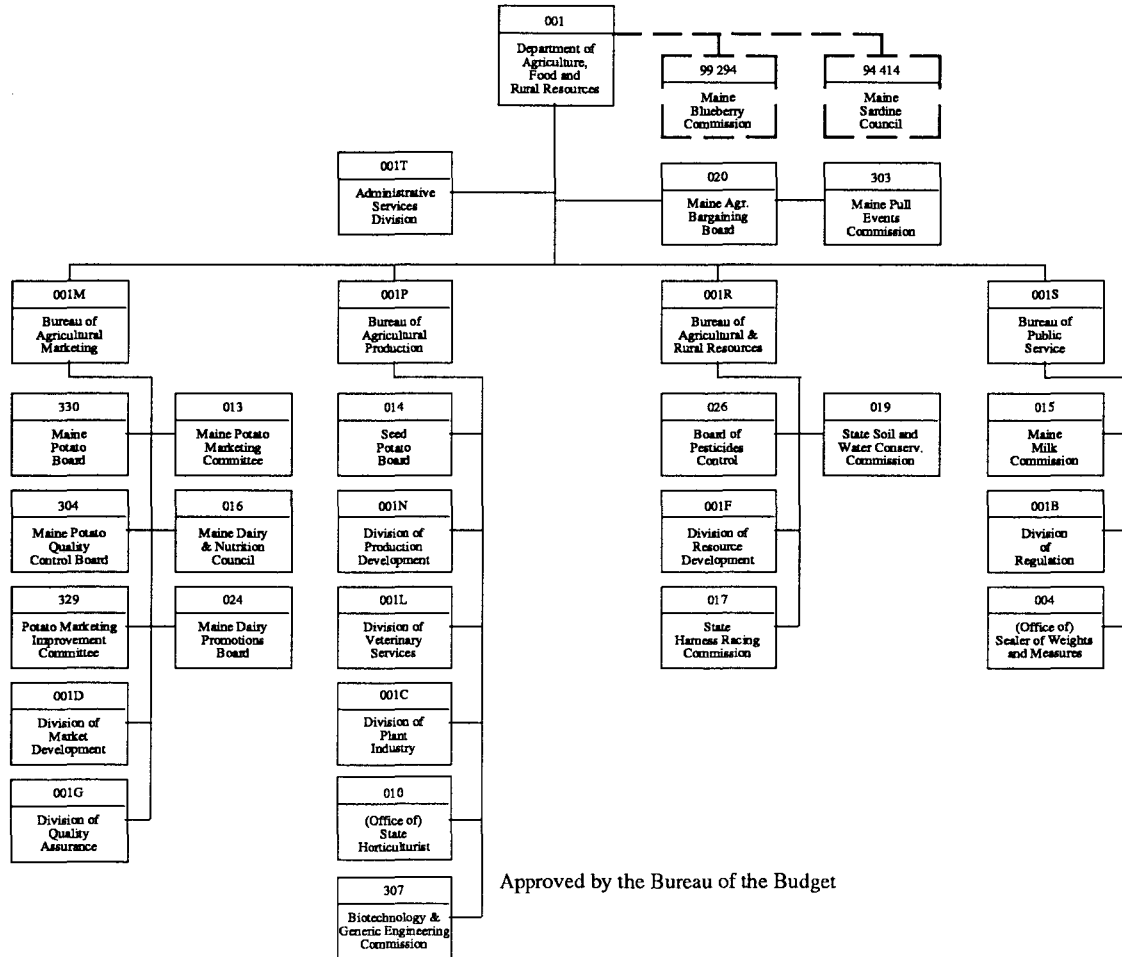 001
Department of
Agriculture,
Food and
Rural Resources
99 294
Maine
Blueberry
Commission
94 414
Maine
Sardine
Council
001T
Administrative
Services
Division
020
Maine Agr.
Bargaining
Board
303
Maine Pull
Events
Commission
001M
Bureau of
Agricultural
Marketing
001P
Bureau of
Agricultural
Production
001R
Bureau of
Agricultural &
Rural Resources
001S
Bureau of
Public
Service
330
Maine
Potato
Board
013
Maine Potato
Marketing
Committee
014
Seed
Potato
Board
026
Board of
Pesticides
Control
019
State Soil and
Water Conserv.
Commission
015
Maine
Milk
Commission
304
Maine Potato
Quality
Control Board
016
Maine Dairy
& Nutrition
Council
001N
Division of
Production
Development
001F
Division of
Resource
Development
001B
Division
of
Regulation
329
Potato Marketing
Improvement
Committee
024
Maine Dairy
Promotions
Board
001L
Division of
Veterinary
Services
017
State
Harness Racing
Commission
004
(Office of)
Sealer of Weights
and Measures
001D
Division of
Market
Development
001C
Division of
Plant
Industry
001G
Division of
Quality
Assurance
010
(Office of)
State
Horticulturist
307
Biotechnology &
Generic Engineering
Commission
Approved by the Bureau of the Budget